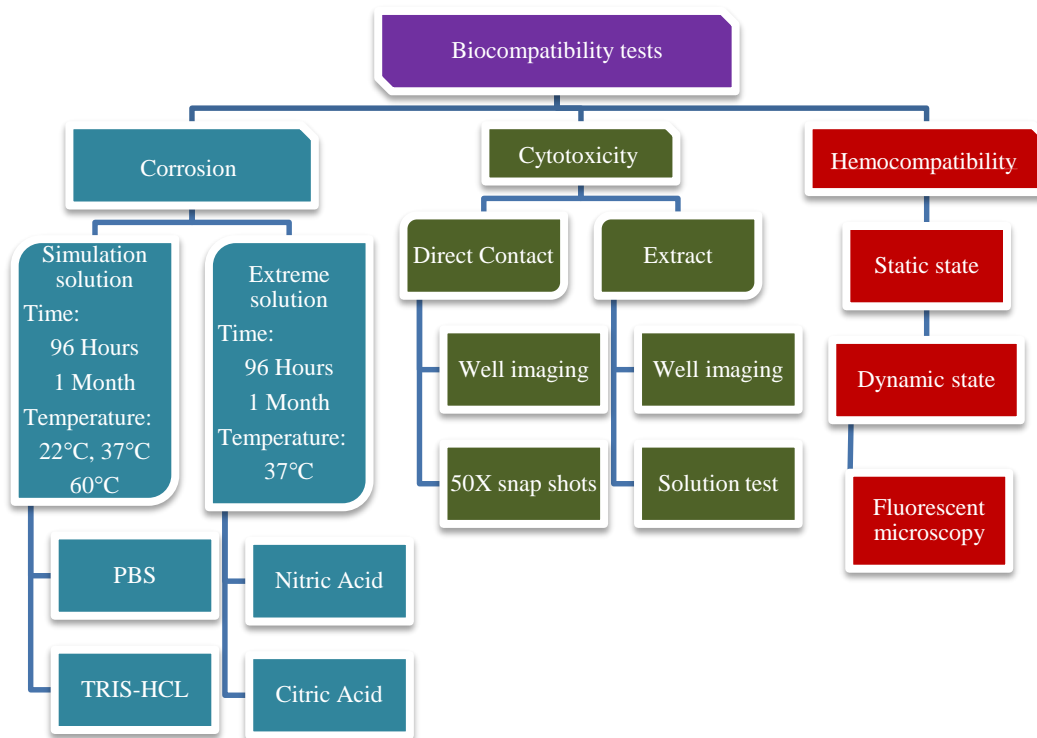 Biocompatibility tests
Corrosion
Simulation
solution
Time:
96 Hours
1 Month
Temperature:
22°C, 37°C
60°C
PBS
TRIS-HCL
Extreme
solution
Time:
96 Hours
1 Month
Temperature:
37°C
Nitric Acid
Citric Acid
Cytotoxicity
Direct Contact
Well imaging
50X snap shots
Extract
Well imaging
Solution test
Hemocompatibility
Static state
Dynamic state
Fluorescent
microscopy